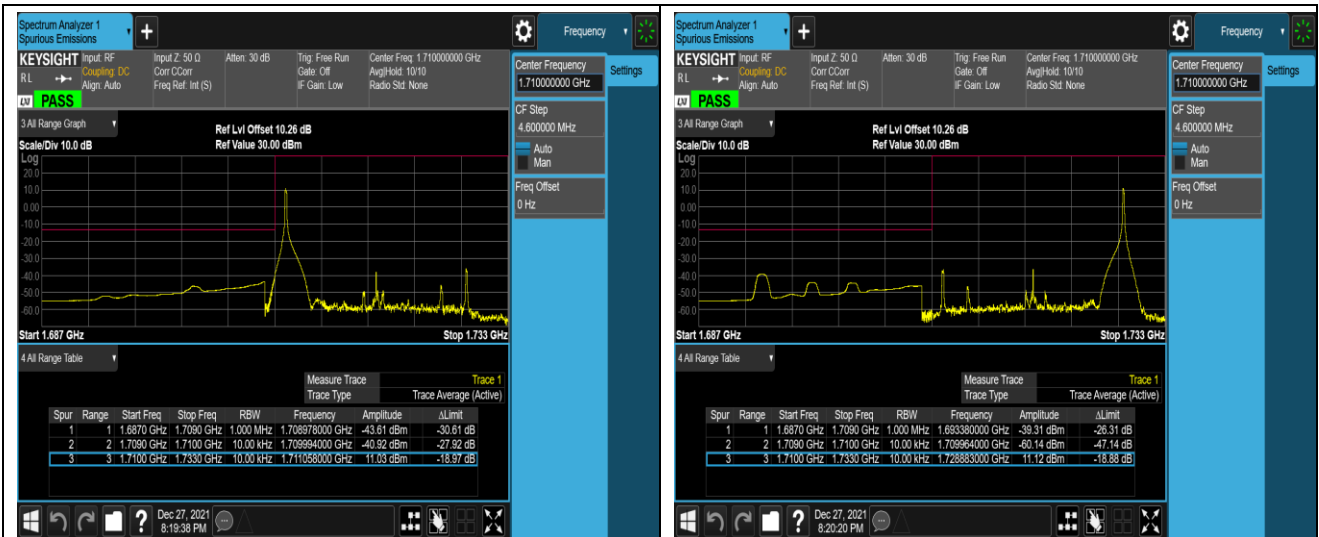 Spectrum Analyzer 1
Spurious Emissions
Frequency
KEYSIGHT
Input: RF
Coupling: DC
Align: Auto
Input Z: 50 Ω
Corr CCorr
Freq Ref: Int (S)
Atten: 30 dB
Trig: Free Run
Gate: Off
IF Gain: Low
Center Freq: 1.710000000 GHz
Avg|Hold: 10/10
Radio Std: None
RL
LXI PASS
Center Frequency
1.710000000 GHz
Settings
CF Step
4.600000 MHz
Auto
Man
Freq Offset
0 Hz
3 All Range Graph
Ref Lvl Offset 10.26 dB
Scale/Div 10.0 dB
Ref Value 30.00 dBm
Log
20.0
10.0
0.00
-10.0
-20.0
-30.0
-40.0
-50.0
-60.0
Start 1.687 GHz
Stop 1.733 GHz
4 All Range Table
Measure Trace Trace 1
Trace Type Trace Average (Active)
Spur Range Start Freq Stop Freq RBW Frequency Amplitude ΔLimit
1 1 1.6870 GHz 1.7090 GHz 1.000 MHz 1.708978000 GHz -43.61 dBm -30.61 dB
2 2 1.7090 GHz 1.7100 GHz 10.00 kHz 1.709994000 GHz -40.92 dBm -27.92 dB
3 3 1.7100 GHz 1.7330 GHz 10.00 kHz 1.711058000 GHz 11.03 dBm -18.97 dB
Dec 27, 2021
8:19:38 PM
Spectrum Analyzer 1
Spurious Emissions
Frequency
KEYSIGHT
Input: RF
Coupling: DC
Align: Auto
Input Z: 50 Ω
Corr CCorr
Freq Ref: Int (S)
Atten: 30 dB
Trig: Free Run
Gate: Off
IF Gain: Low
Center Freq: 1.710000000 GHz
Avg|Hold: 10/10
Radio Std: None
RL
LXI PASS
Center Frequency
1.710000000 GHz
Settings
CF Step
4.600000 MHz
Auto
Man
Freq Offset
0 Hz
3 All Range Graph
Ref Lvl Offset 10.26 dB
Scale/Div 10.0 dB
Ref Value 30.00 dBm
Log
20.0
10.0
0.00
-10.0
-20.0
-30.0
-40.0
-50.0
-60.0
Start 1.687 GHz
Stop 1.733 GHz
4 All Range Table
Measure Trace Trace 1
Trace Type Trace Average (Active)
Spur Range Start Freq Stop Freq RBW Frequency Amplitude ΔLimit
1 1 1.6870 GHz 1.7090 GHz 1.000 MHz 1.693380000 GHz -39.31 dBm -26.31 dB
2 2 1.7090 GHz 1.7100 GHz 10.00 kHz 1.709964000 GHz -60.14 dBm -47.14 dB
3 3 1.7100 GHz 1.7330 GHz 10.00 kHz 1.728883000 GHz 11.12 dBm -18.88 dB
Dec 27, 2021
8:20:20 PM